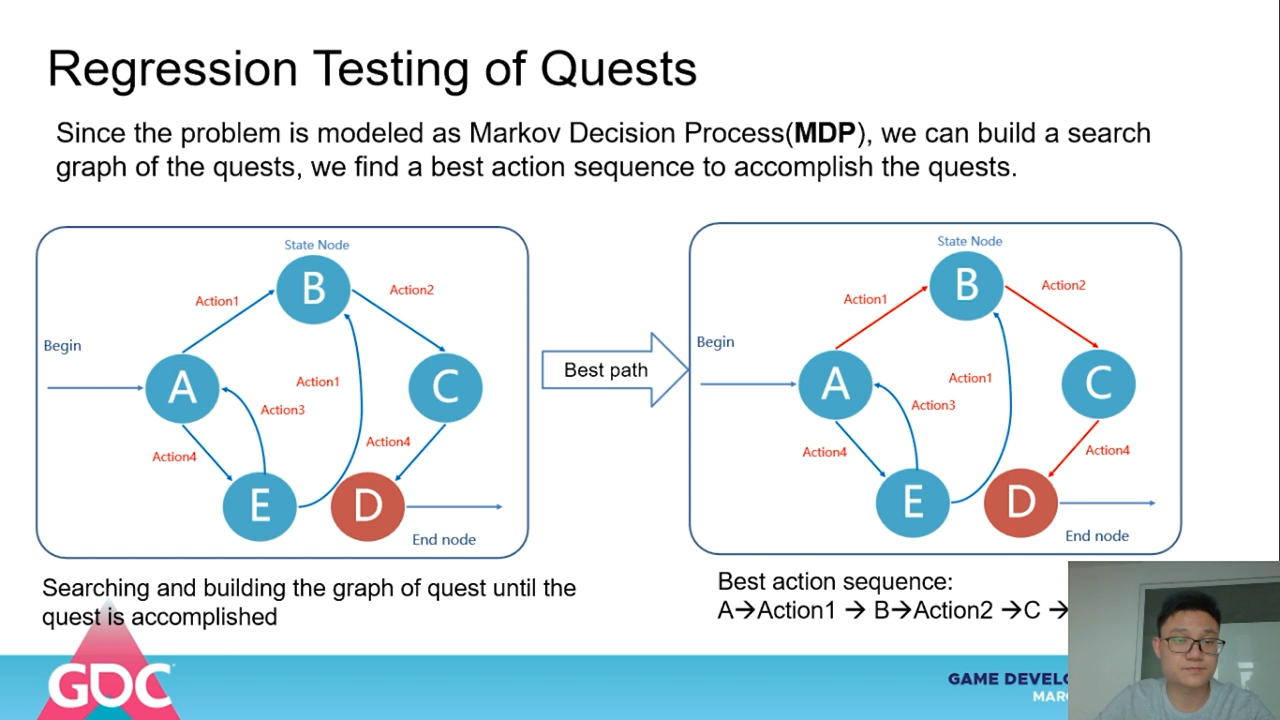 Regression Testing of Quests
Since the problem is modeled as Markov Decision Process(MDP), we can build a search
graph of the quests, we find a best action sequence to accomplish the quests.
State Node
B
Action1
Action2
Begin
A
Action1
C
Action3
Action4
Action4
E
D
End node
Best path
State Node
B
Action1
Action2
Begin
A
Action1
C
Action3
Action4
Action4
E
D
End node
Searching and building the graph of quest until the
quest is accomplished
Best action sequence:
A→Action1 → B→Action2 →C →
GDC
GAME DEVELO
MARC